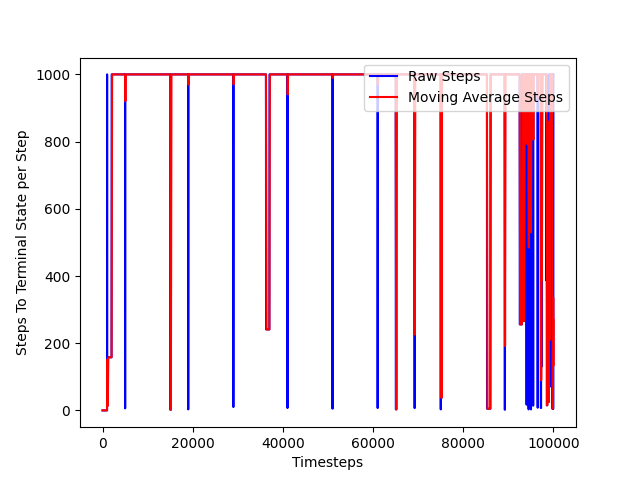 Raw Steps
Moving Average Steps
Steps To Terminal State per Step
1000
800
600
400
200
0
0 20000 40000 60000 80000 100000
Timesteps